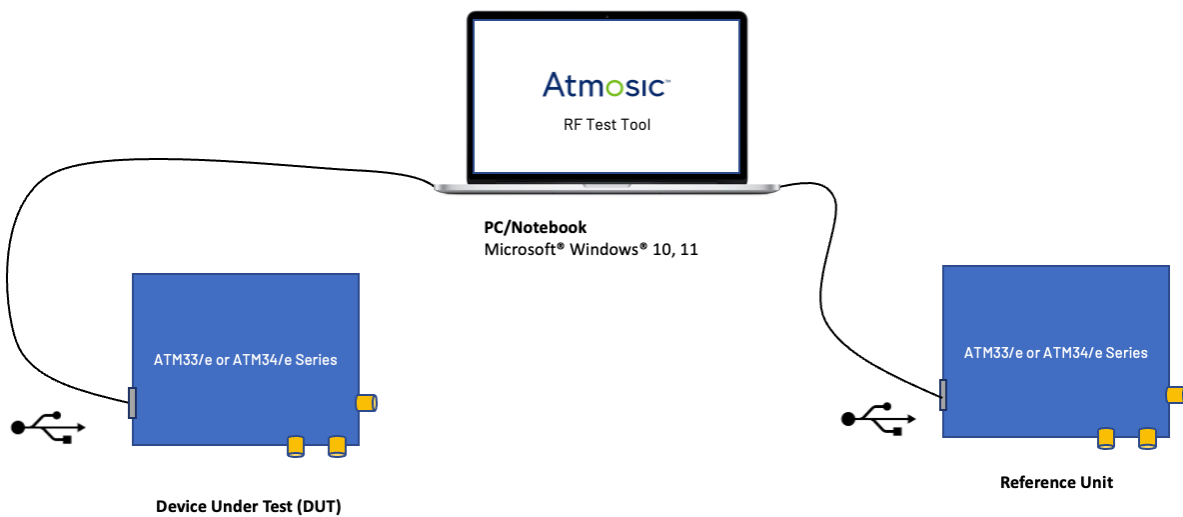 Atmosic™
RF Test Tool
PC/Notebook
Microsoft® Windows® 10, 11
ATM33/e or ATM34/e Series
ATM33/e or ATM34/e Series
Reference Unit
Device Under Test (DUT)